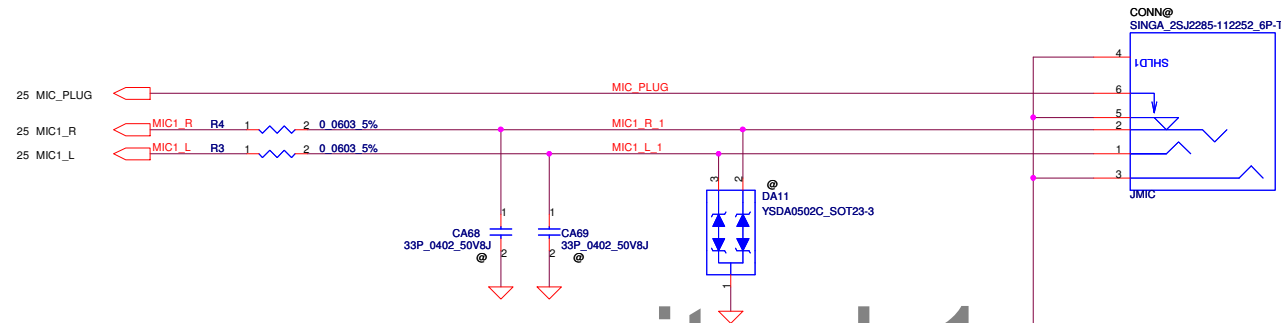 CONN@
SINGA_2SJ2285-112252_6P-T
4
SHLD1
25 MIC_PLUG
MIC_PLUG
6
5
25 MIC1_R
MIC1_R R4 1 2 0_0603_5%
MIC1_R_1
2
25 MIC1_L
MIC1_L R3 1 2 0_0603_5%
MIC1_L_1
1
3
JMIC
3 2
@
DA11
YSDA0502C_SOT23-3
1 1
CA68
33P_0402_50V8J
@
2
CA69
33P_0402_50V8J
@
2
1